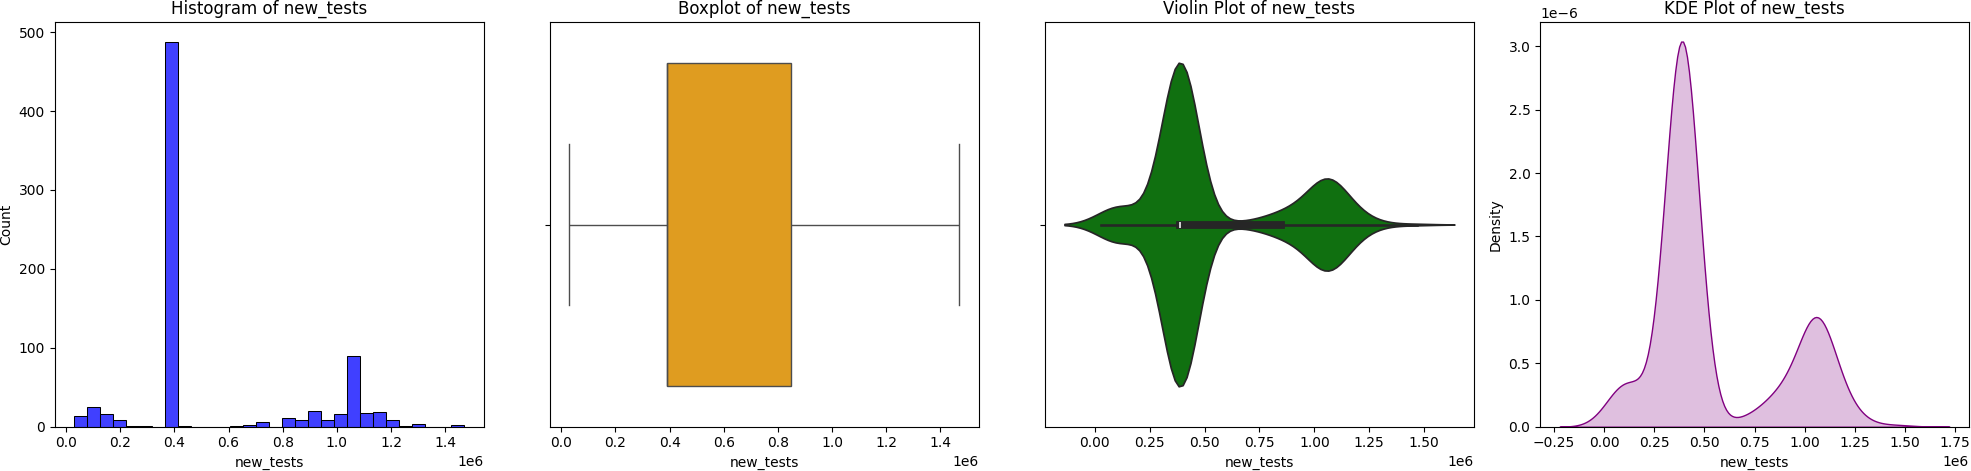 Histogram of new_tests
Count
500
400
300
200
100
0
0.0 0.2 0.4 0.6 0.8 1.0 1.2 1.4
1e6
new_tests
Boxplot of new_tests
0.0 0.2 0.4 0.6 0.8 1.0 1.2 1.4
1e6
new_tests
Violin Plot of new_tests
0.00 0.25 0.50 0.75 1.00 1.25 1.50
1e6
new_tests
KDE Plot of new_tests
1e−6
Density
3.0
2.5
2.0
1.5
1.0
0.5
0.0
−0.25 0.00 0.25 0.50 0.75 1.00 1.25 1.50 1.75
1e6
new_tests